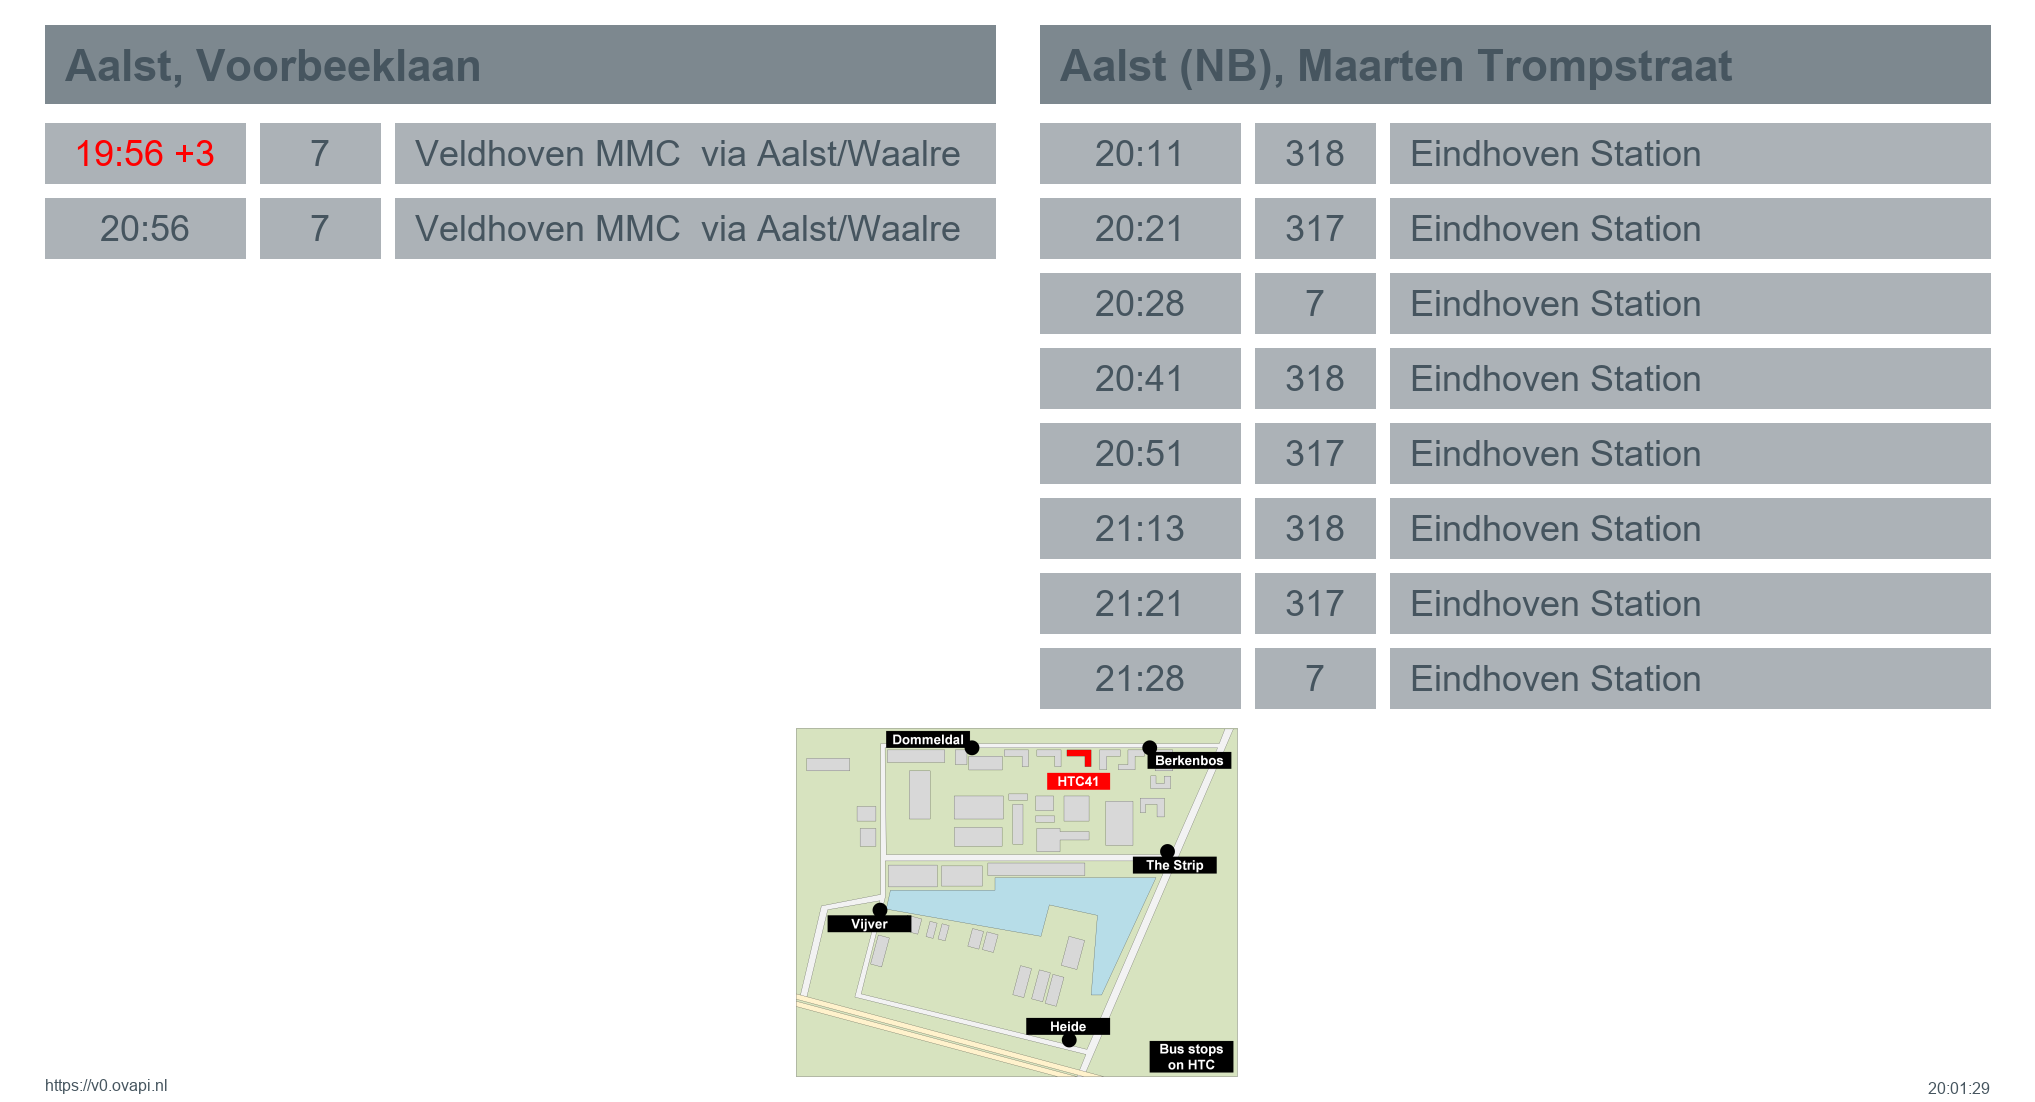 Aalst, Voorbeeklaan
19:56 +3 7 Veldhoven MMC  via Aalst/Waalre
20:56 7 Veldhoven MMC  via Aalst/Waalre
Aalst (NB), Maarten Trompstraat
20:11 318 Eindhoven Station
20:21 317 Eindhoven Station
20:28 7 Eindhoven Station
20:41 318 Eindhoven Station
20:51 317 Eindhoven Station
21:13 318 Eindhoven Station
21:21 317 Eindhoven Station
21:28 7 Eindhoven Station
Dommeldal
Berkenbos
HTC41
The Strip
Vijver
Heide
Bus stops
on HTC
https://v0.ovapi.nl
20:01:29